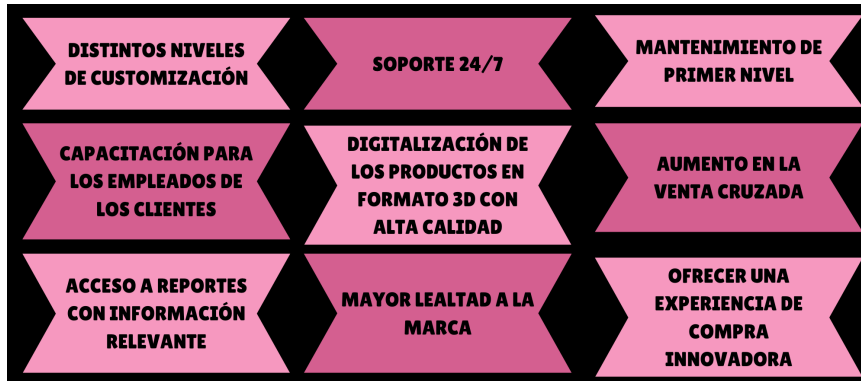 DISTINTOS NIVELES
DE CUSTOMIZACIÓN
SOPORTE 24/7
MANTENIMIENTO DE
PRIMER NIVEL
CAPACITACIÓN PARA
LOS EMPLEADOS DE
LOS CLIENTES
DIGITALIZACIÓN DE
LOS PRODUCTOS EN
FORMATO 3D CON
ALTA CALIDAD
AUMENTO EN LA
VENTA CRUZADA
ACCESO A REPORTES
CON INFORMACIÓN
RELEVANTE
MAYOR LEALTAD A LA
MARCA
OFRECER UNA
EXPERIENCIA DE
COMPRA
INNOVADORA